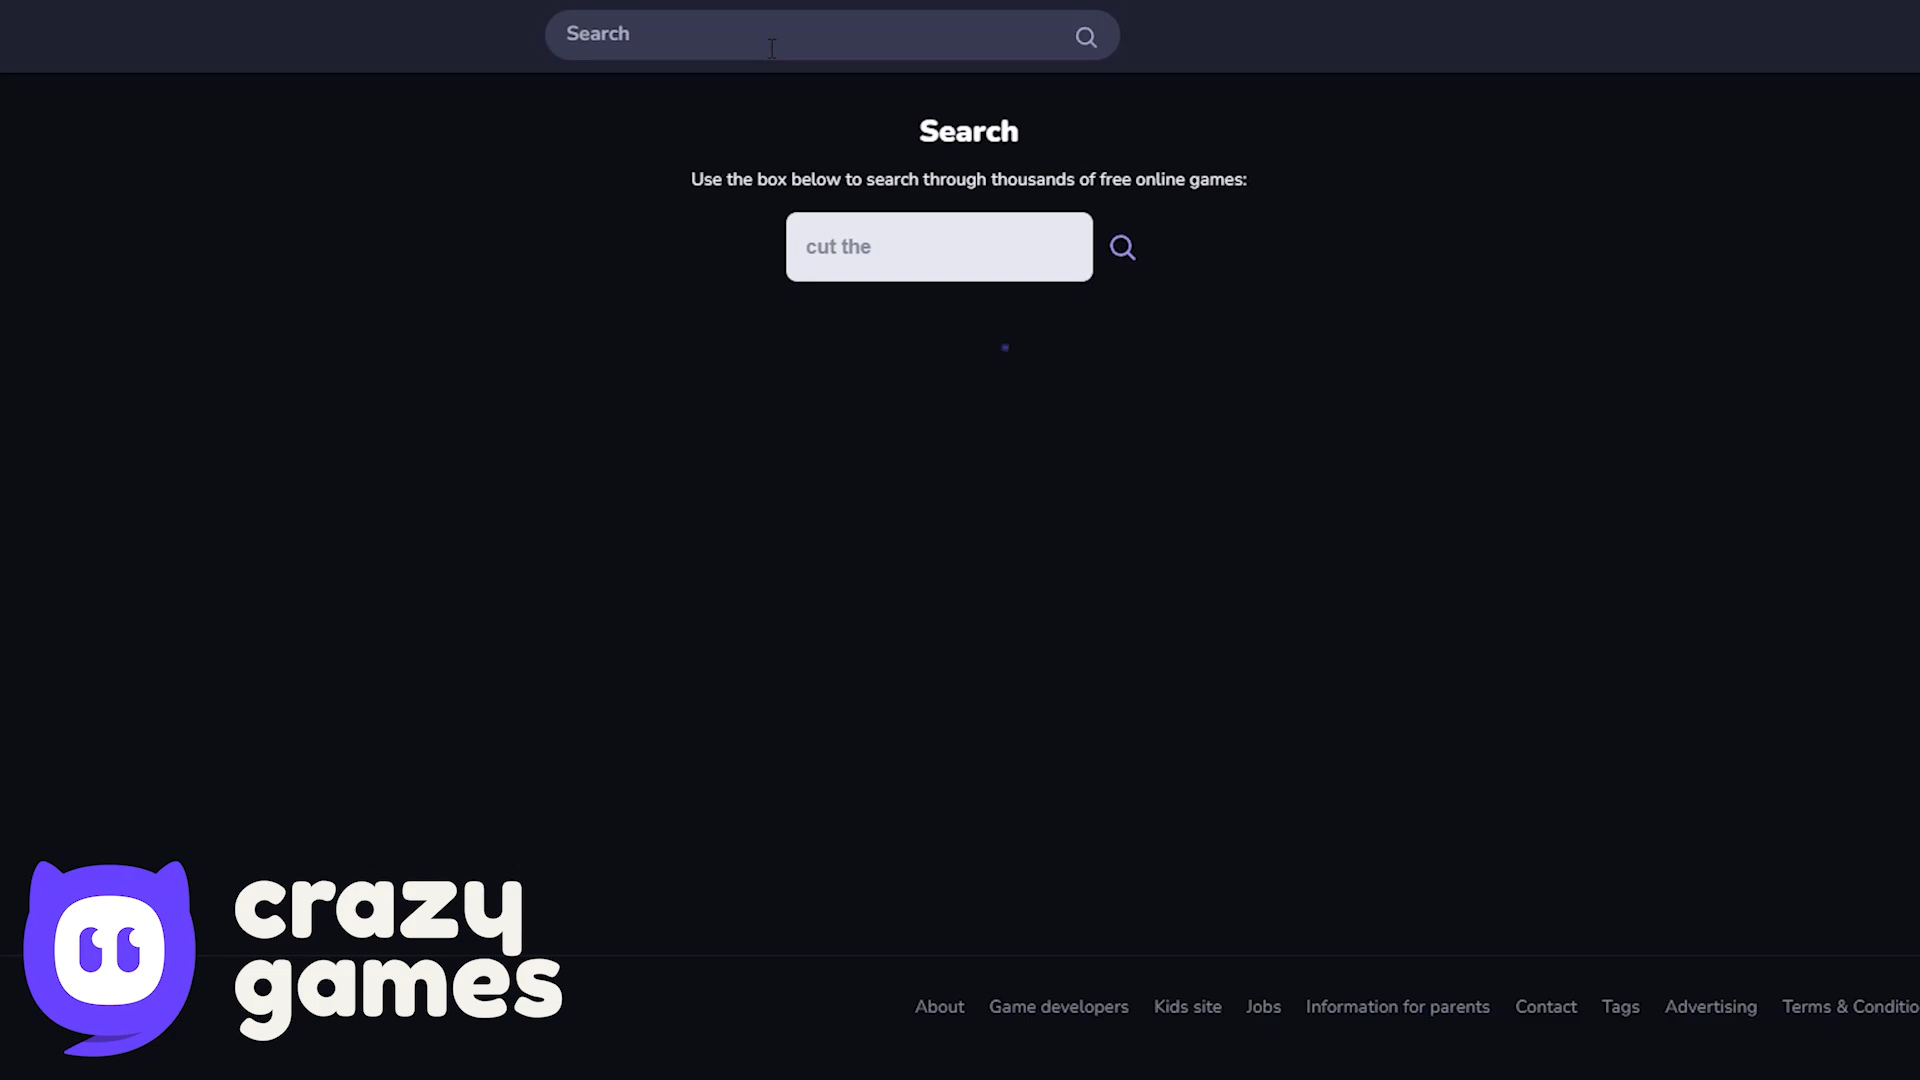 Search
Search
Use the box below to search through thousands of free online games:
cut the
crazy
games
About Game developers Kids site Jobs Information for parents Contact Tags Advertising Terms & Conditio